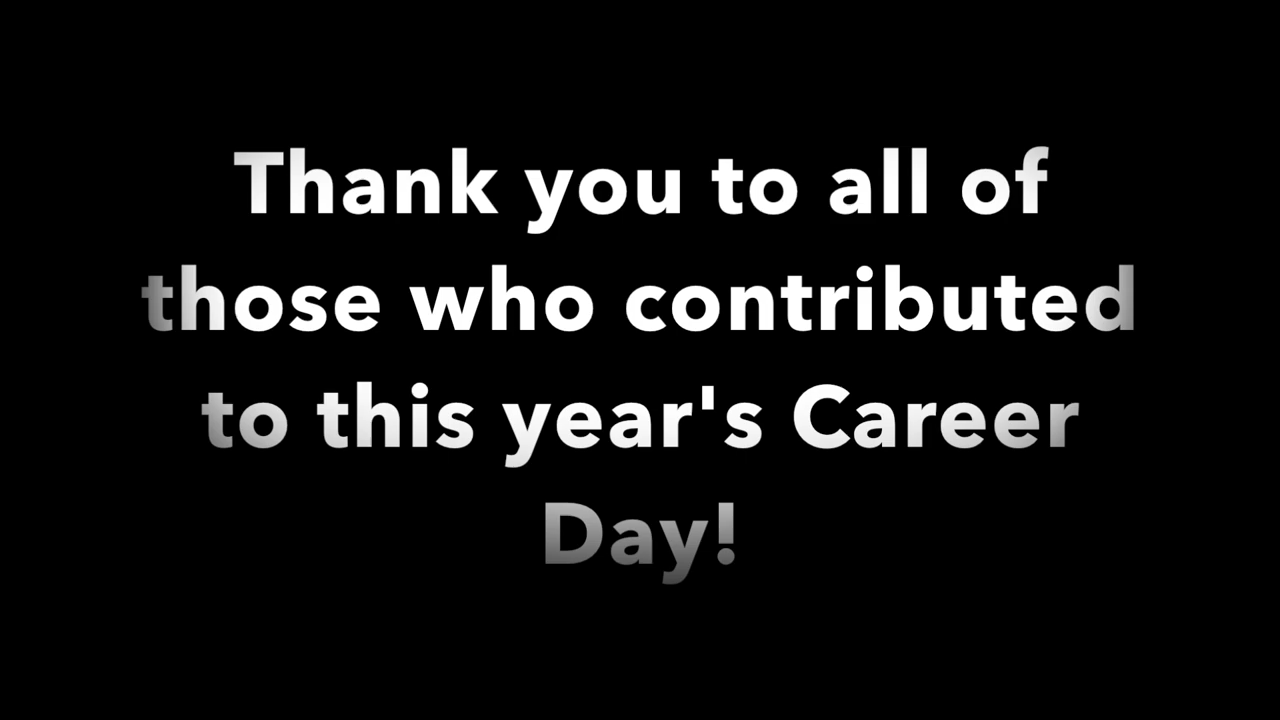 Thank you to all of
those who contributed
to this year's Career
Day!